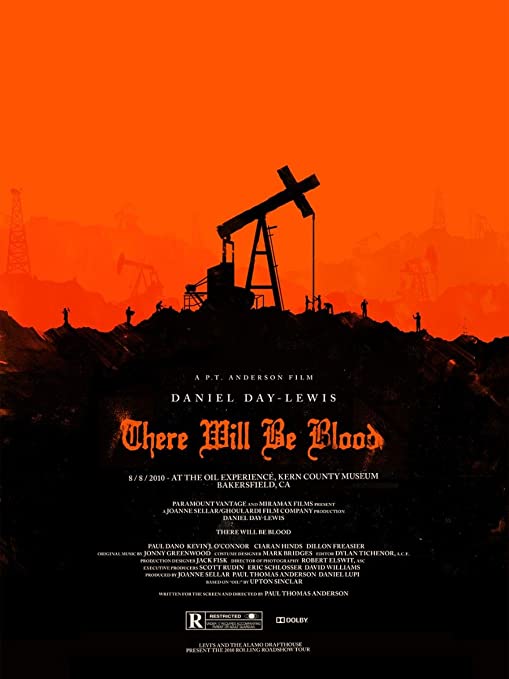 A P.T. ANDERSON FILM
DANIEL DAY-LEWIS
There Will Be Blood
8/8/2010 - AT THE OIL EXPERIENCE, KERN COUNTY MUSEUM
BAKERSFIELD, CA
PARAMOUNT VANTAGE AND MIRAMAX FILMS PRESENT
A JOANNE SELLAR/GHOULARDI FILM COMPANY PRODUCTION
DANIEL DAY-LEWIS
THERE WILL BE BLOOD
PAUL DANO KEVIN J. O'CONNOR CIARAN HINDS DILLON FREASIER
ORIGINAL MUSIC BY JONNY GREENWOOD COSTUME DESIGNER MARK BRIDGES EDITOR DYLAN TICHENOR, A.C.E.
PRODUCTION DESIGNER JACK FISK DIRECTOR OF PHOTOGRAPHY ROBERT ELSWIT, ASC
EXECUTIVE PRODUCERS SCOTT RUDIN ERIC SCHLOSSER DAVID WILLIAMS
PRODUCED BY JOANNE SELLAR PAUL THOMAS ANDERSON DANIEL LUPI
BASED ON "OIL!" BY UPTON SINCLAR
WRITTEN FOR THE SCREEN AND DIRECTED BY PAUL THOMAS ANDERSON
R RESTRICTED
DOLBY
LEVI'S AND THE ALAMO DRAFTHOUSE
PRESENT THE 2010 ROLLING ROADSHOW TOUR